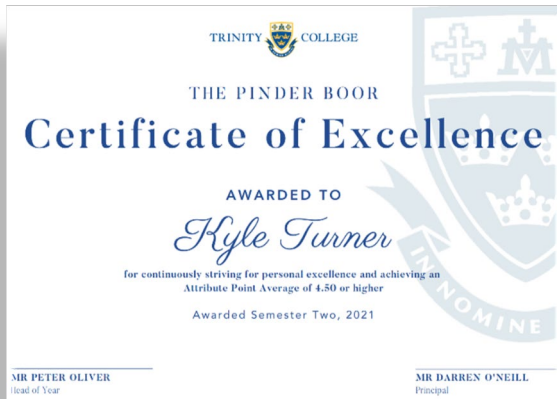 TRINITY COLLEGE
THE PINDER BOOR
Certificate of Excellence
AWARDED TO
Kyle Turner
for continuously striving for personal excellence and achieving an
Attribute Point Average of 4.50 or higher
Awarded Semester Two, 2021
IN NOMINE
MR PETER OLIVER
Head of Year
MR DARREN O'NEILL
Principal